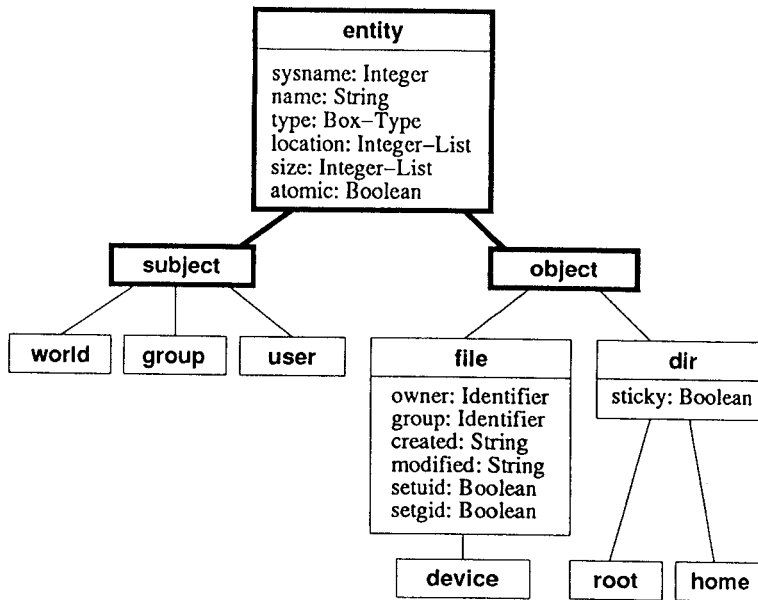 entity
sysname: Integer
name: String
type: Box–Type
location: Integer–List
size: Integer–List
atomic: Boolean
subject
object
world
group
user
file
dir
owner: Identifier
group: Identifier
created: String
modified: String
setuid: Boolean
setgid: Boolean
sticky: Boolean
device
root
home